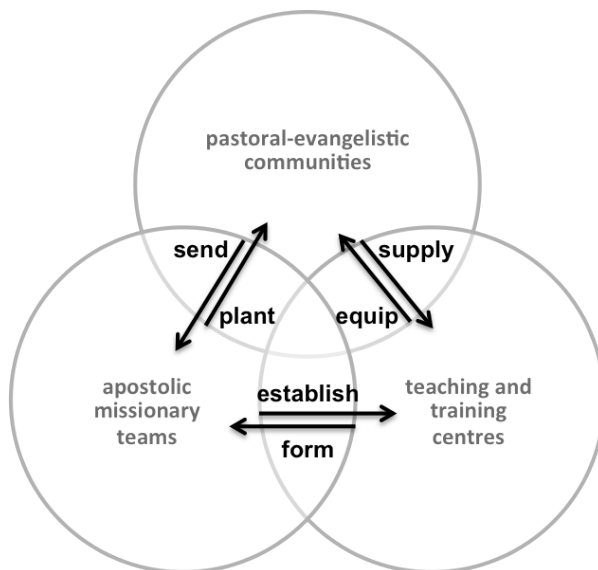 pastoral-evangelistic
communities
send
supply
plant
equip
apostolic
missionary
teams
establish
form
teaching and
training
centres